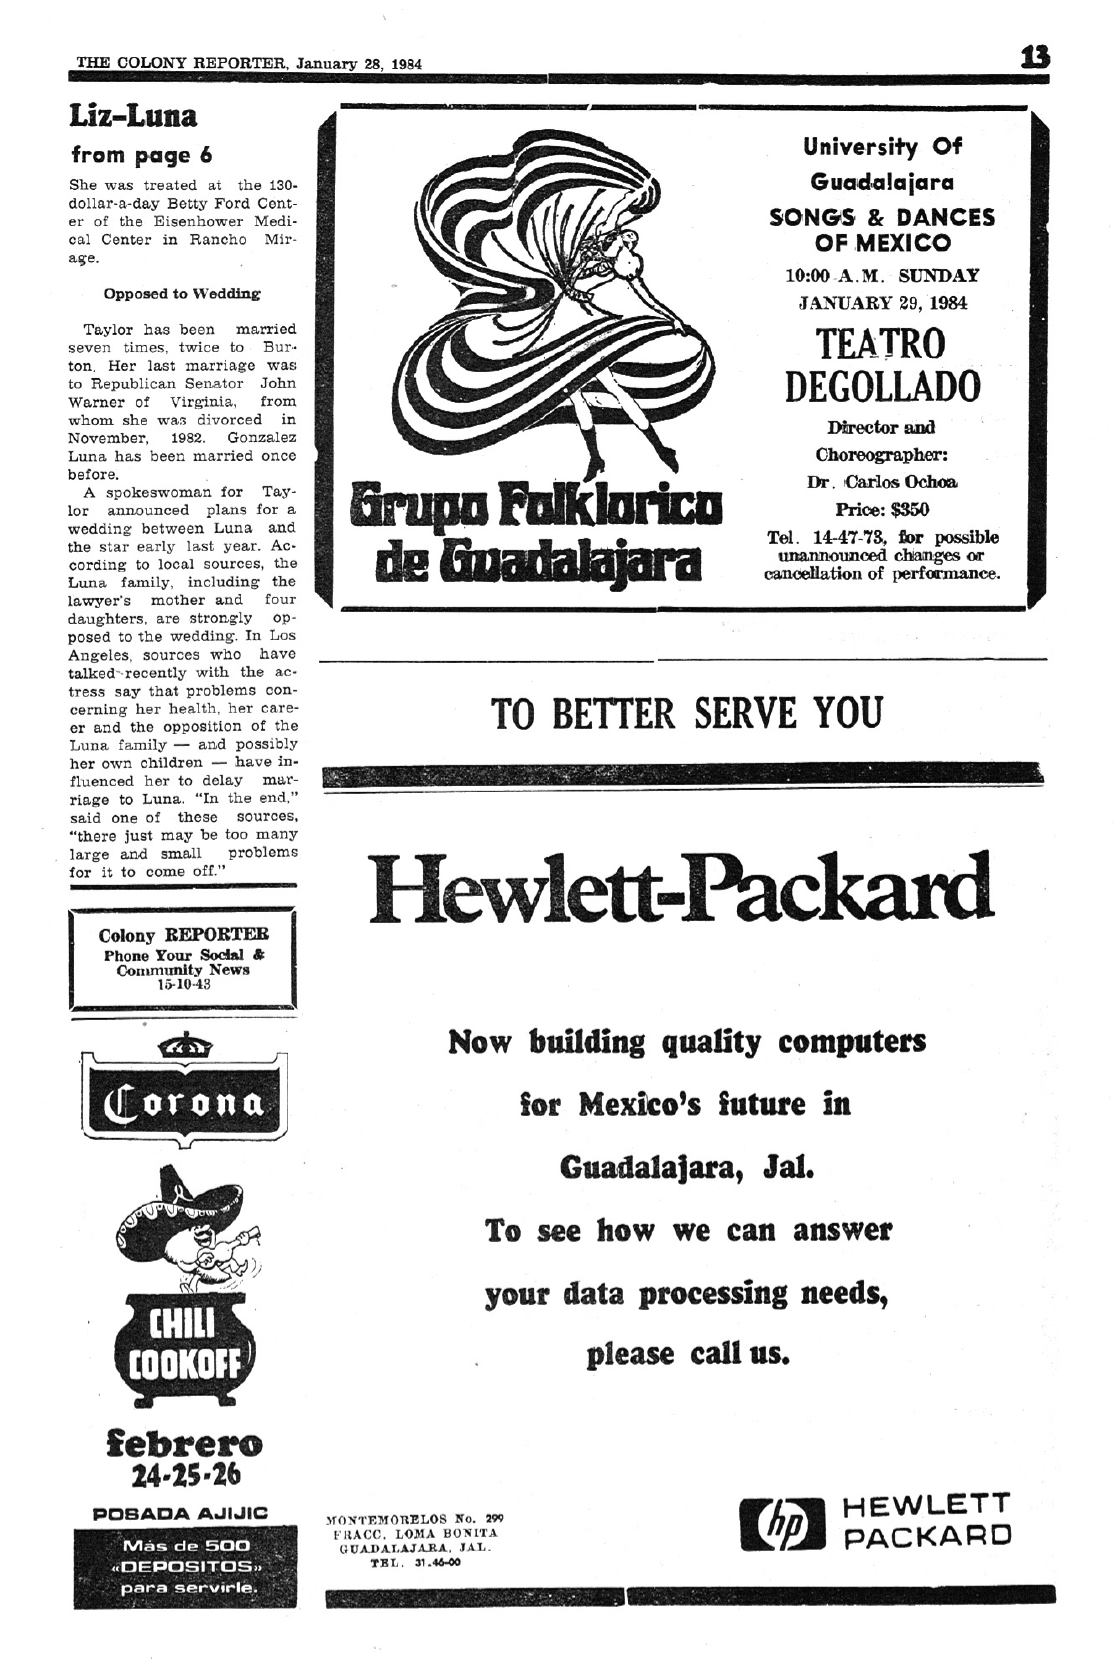 THE COLONY REPORTER, January 28, 1984
13
Liz-Luna
from page 6
She was treated at the 130-
dollar-a-day Betty Ford Cent-
er of the Eisenhower Medi-
cal Center in Rancho Mir-
age.
Opposed to Wedding
Taylor has been married
seven times, twice to Bur-
ton. Her last marriage was
to Republican Senator John
Warner of Virginia, from
whom she was divorced in
November, 1982. Gonzalez
Luna has been married once
before.
A spokeswoman for Tay-
lor announced plans for a
wedding between Luna and
the star early last year. Ac-
cording to local sources, the
Luna family, including the
lawyer's mother and four
daughters, are strongly op-
posed to the wedding. In Los
Angeles, sources who have
talked recently with the ac-
tress say that problems con-
cerning her health, her care-
er and the opposition of the
Luna family — and possibly
her own children — have in-
fluenced her to delay mar-
riage to Luna. "In the end,"
said one of these sources,
"there just may be too many
large and small problems
for it to come off."
Colony REPORTER
Phone Your Social &
Community News
15-10-43
Corona
CHILI
COOKOFF
febrero
24-25-26
POSADA AJIJIC
Más de 500
«DEPOSITOS»
para servirle.
Grupo Folklorico
de Guadalajara
University Of
Guadalajara
SONGS & DANCES
OF MEXICO
10:00 A.M. SUNDAY
JANUARY 29, 1984
TEATRO
DEGOLLADO
Director and
Choreographer:
Dr. Carlos Ochoa
Price: $350
Tel. 14-47-73, for possible
unannounced changes or
cancellation of performance.
TO BETTER SERVE YOU
Hewlett-Packard
Now building quality computers
for Mexico's future in
Guadalajara, Jal.
To see how we can answer
your data processing needs,
please call us.
MONTEMORELOS No. 299
FRACC. LOMA BONITA
GUADALAJARA, JAL.
TEL. 31-46-00
hp
HEWLETT
PACKARD